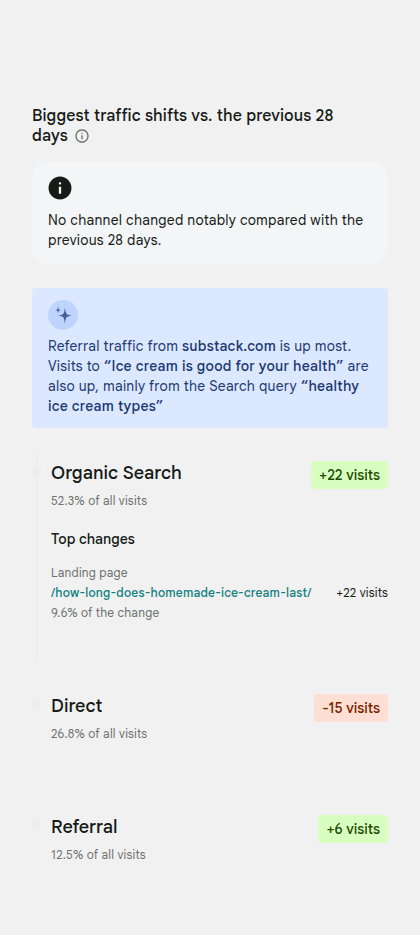 Biggest traffic shifts vs. the previous 28
days
No channel changed notably compared with the
previous 28 days.
Referral traffic from substack.com is up most.
Visits to “Ice cream is good for your health” are
also up, mainly from the Search query “healthy
ice cream types”
Organic Search
+22 visits
52.3% of all visits
Top changes
Landing page
/how-long-does-homemade-ice-cream-last/
+22 visits
9.6% of the change
Direct
-15 visits
26.8% of all visits
Referral
+6 visits
12.5% of all visits